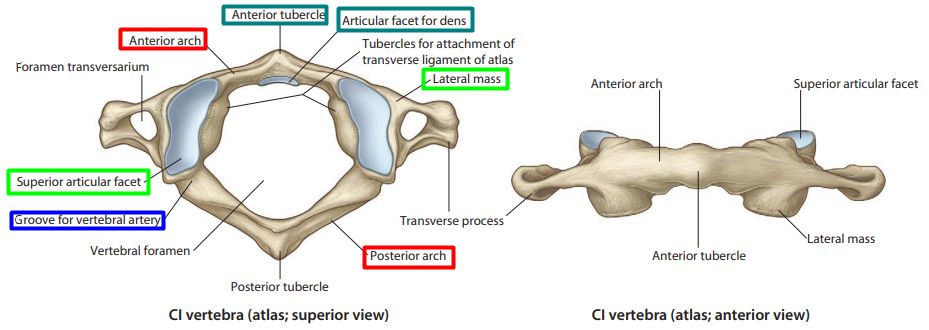 Anterior tubercle
Articular facet for dens
Anterior arch
Tubercles for attachment of
transverse ligament of atlas
Foramen transversarium
Lateral mass
Superior articular facet
Groove for vertebral artery
Transverse process
Vertebral foramen
Posterior arch
Posterior tubercle
CI vertebra (atlas; superior view)
Anterior arch
Superior articular facet
Lateral mass
Anterior tubercle
CI vertebra (atlas; anterior view)